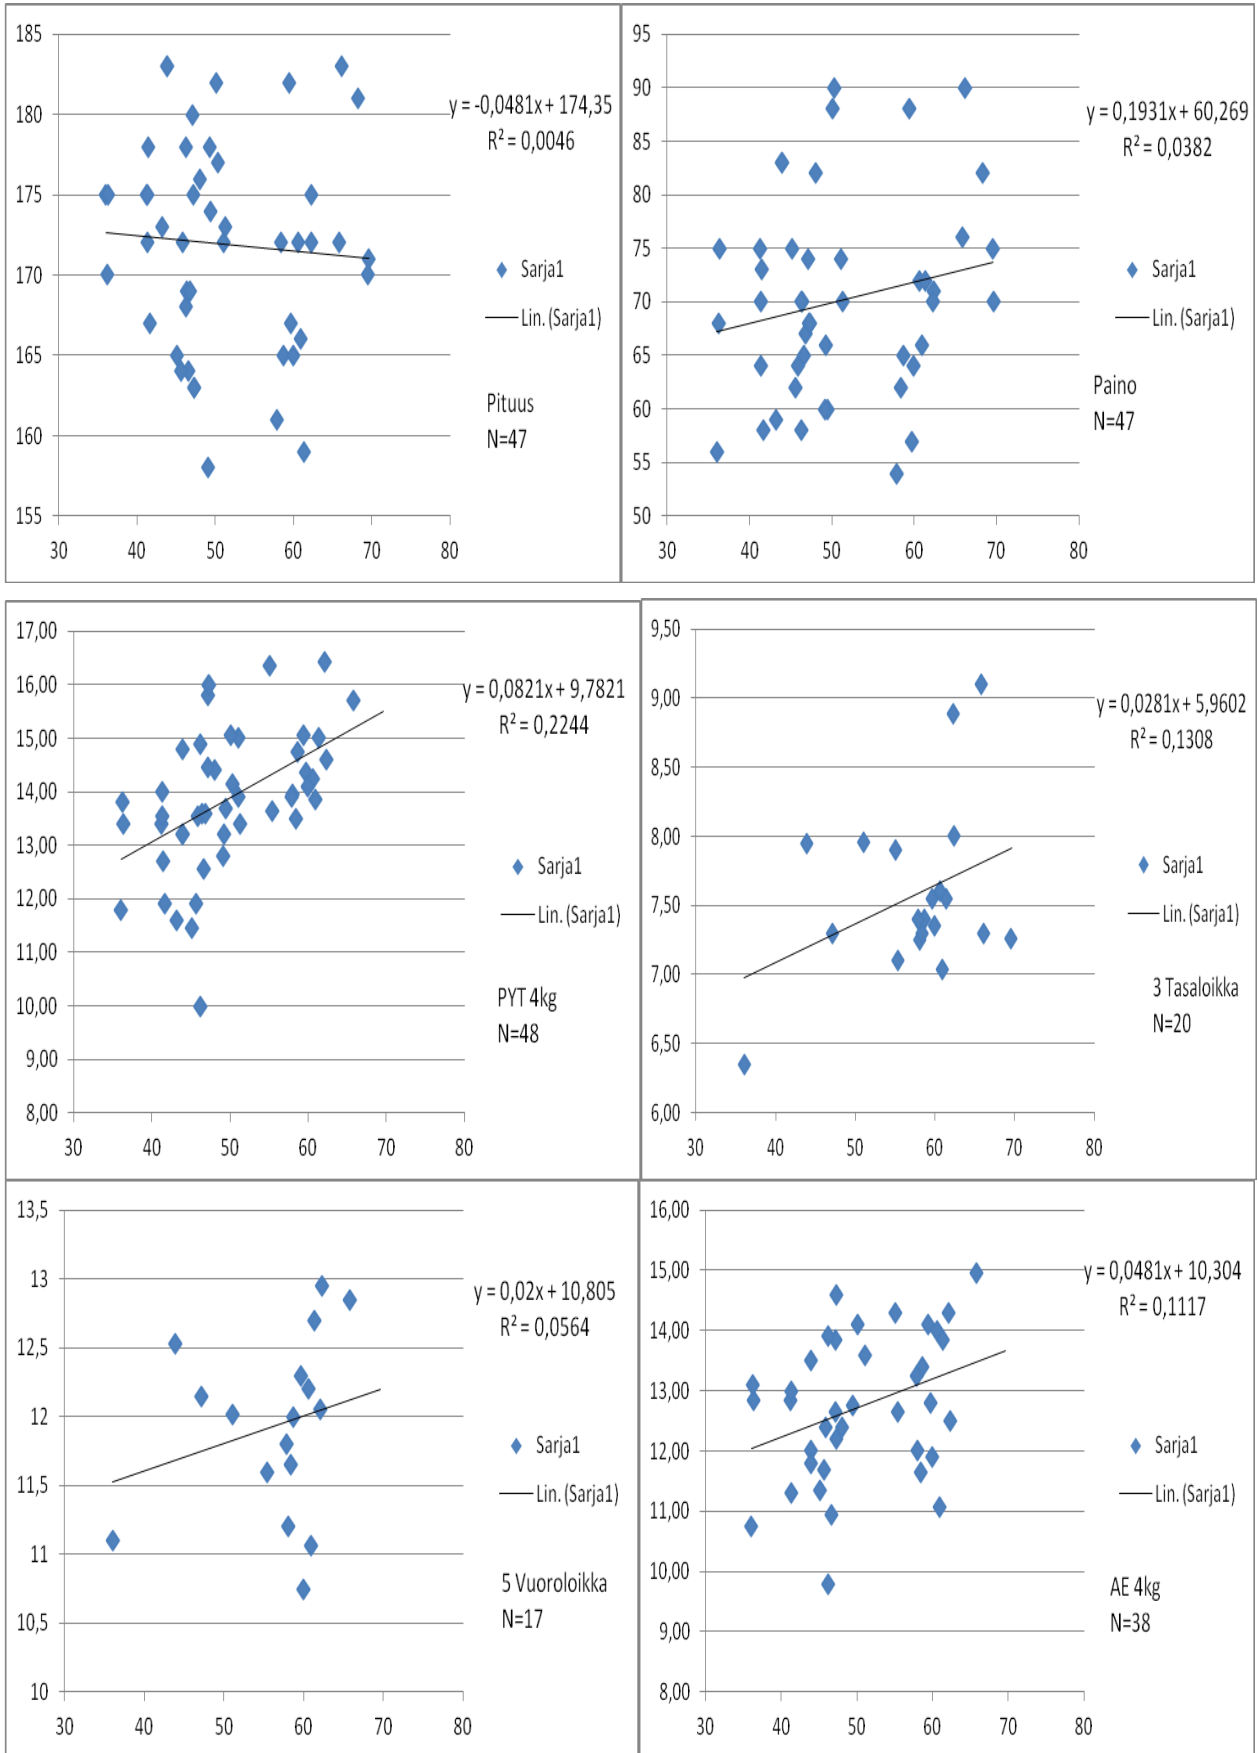 185
180
175
170
165
160
155
30 40 50 60 70 80
y = -0,0481x + 174,35
R² = 0,0046
Sarja1
Lin. (Sarja1)
Pituus
N=47
95
90
85
80
75
70
65
60
55
50
30 40 50 60 70 80
y = 0,1931x + 60,269
R² = 0,0382
Sarja1
Lin. (Sarja1)
Paino
N=47
17,00
16,00
15,00
14,00
13,00
12,00
11,00
10,00
9,00
8,00
30 40 50 60 70 80
y = 0,0821x + 9,7821
R² = 0,2244
Sarja1
Lin. (Sarja1)
PYT 4kg
N=48
9,50
9,00
8,50
8,00
7,50
7,00
6,50
6,00
30 40 50 60 70 80
y = 0,0281x + 5,9602
R² = 0,1308
Sarja1
Lin. (Sarja1)
3 Tasaloikka
N=20
13,5
13
12,5
12
11,5
11
10,5
10
30 40 50 60 70 80
y = 0,02x + 10,805
R² = 0,0564
Sarja1
Lin. (Sarja1)
5 Vuoroloikka
N=17
16,00
15,00
14,00
13,00
12,00
11,00
10,00
9,00
8,00
30 40 50 60 70 80
y = 0,0481x + 10,304
R² = 0,1117
Sarja1
Lin. (Sarja1)
AE 4kg
N=38